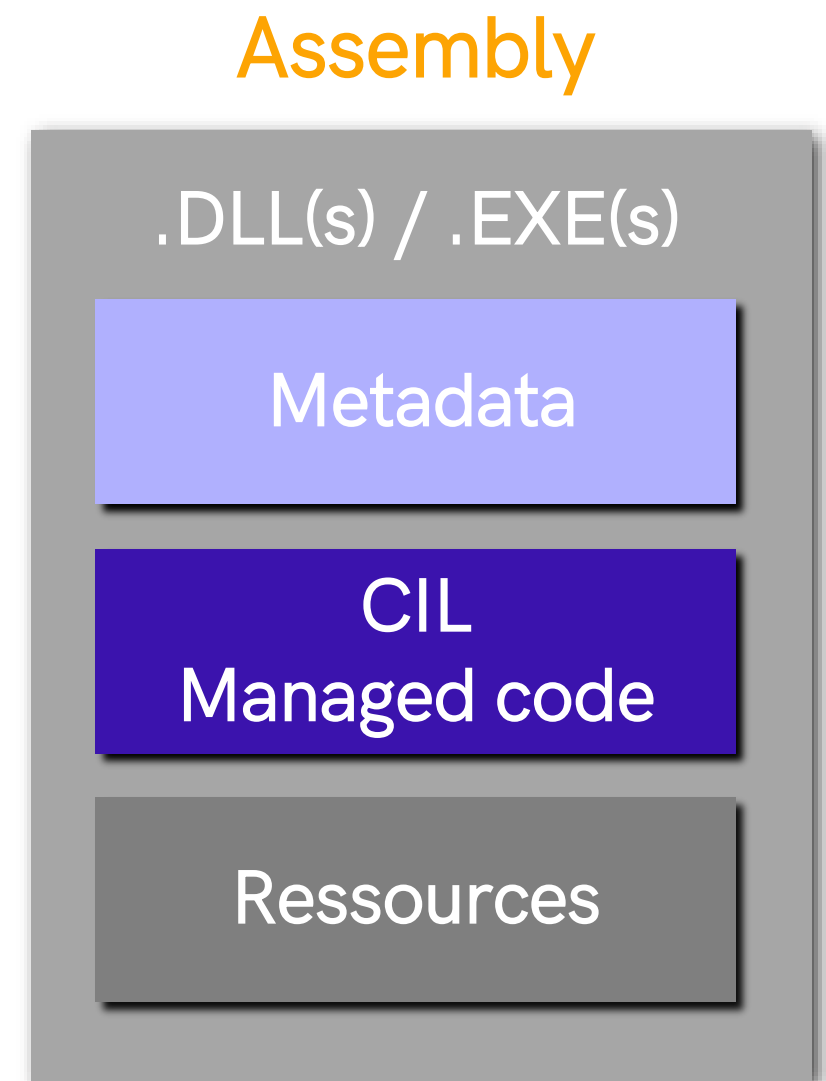 Assembly
.DLL(s) / .EXE(s)
Metadata
CIL
Managed code
Ressources